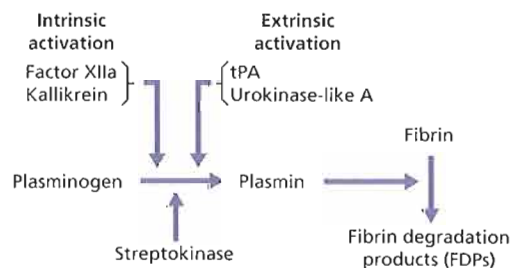 Intrinsic
activation
Extrinsic
activation
Factor XIIa
Kallikrein
tPA
Urokinase-like A
Fibrin
Plasminogen
Plasmin
Streptokinase
Fibrin degradation
products (FDPs)